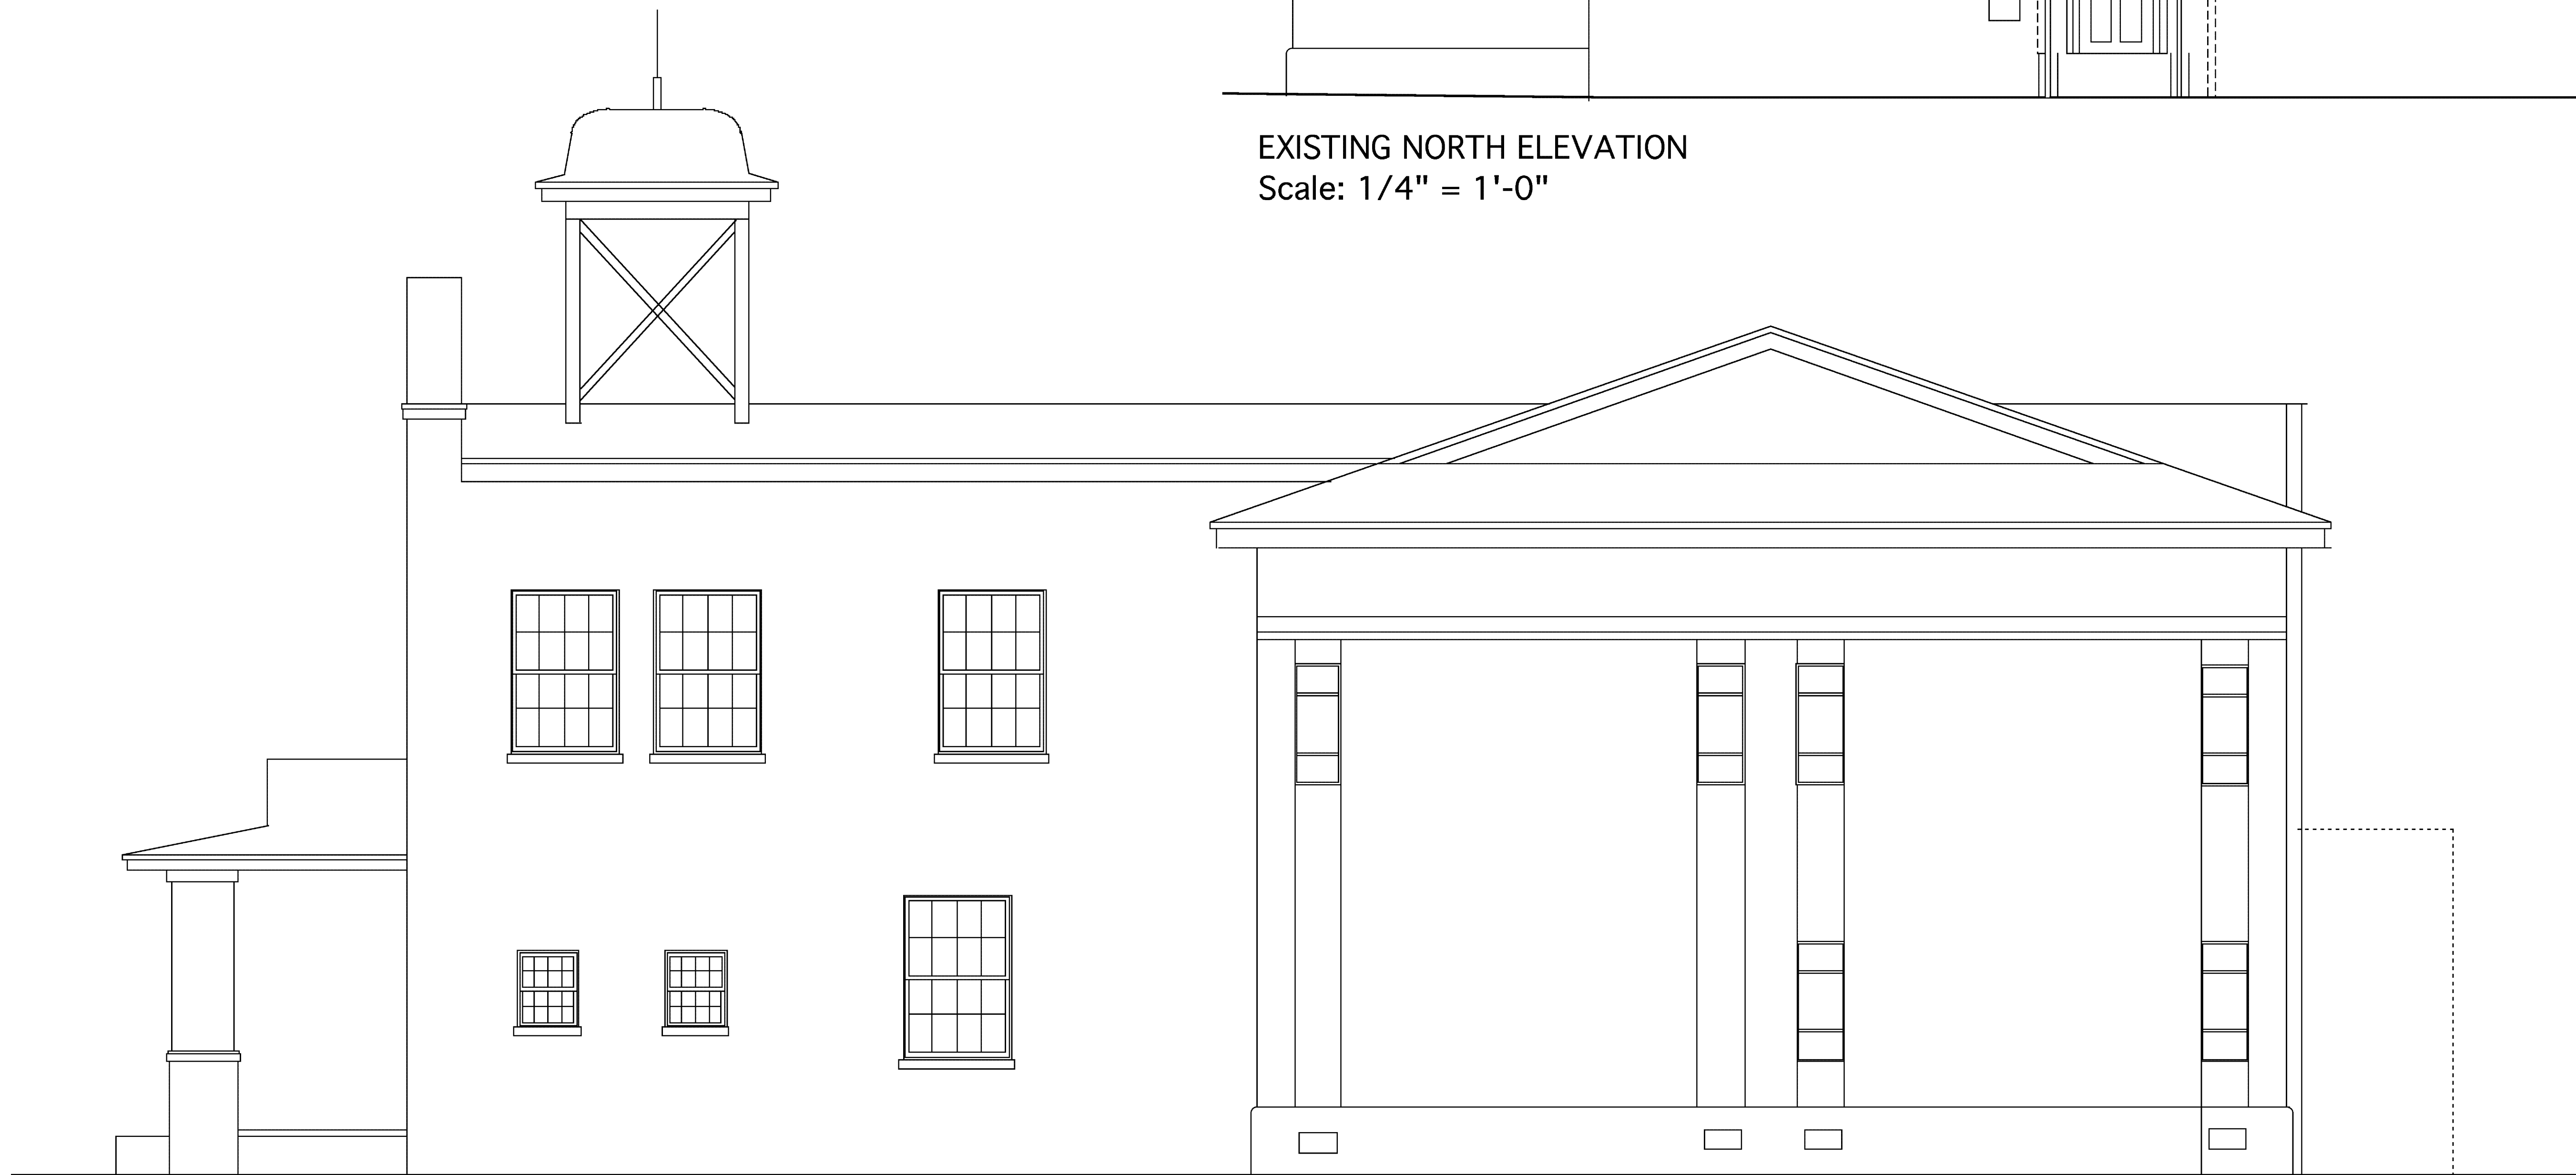 EXISTING NORTH ELEVATION
Scale: 1/4" = 1'-0"